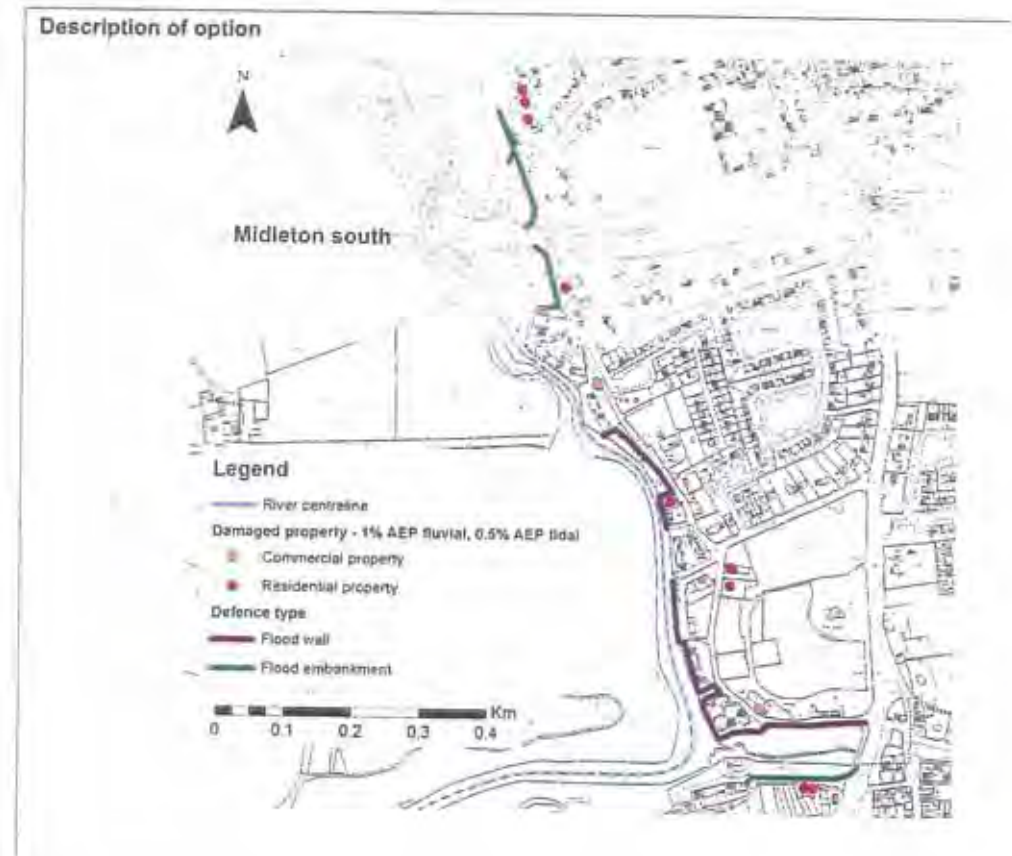 Description of option
N
Midleton south
Legend
River centreline
Damaged property - 1% AEP fluvial, 0.5% AEP tidal
Commercial property
Residential property
Defence type
Flood wall
Flood embankment
Km
0 0.1 0.2 0.3 0.4